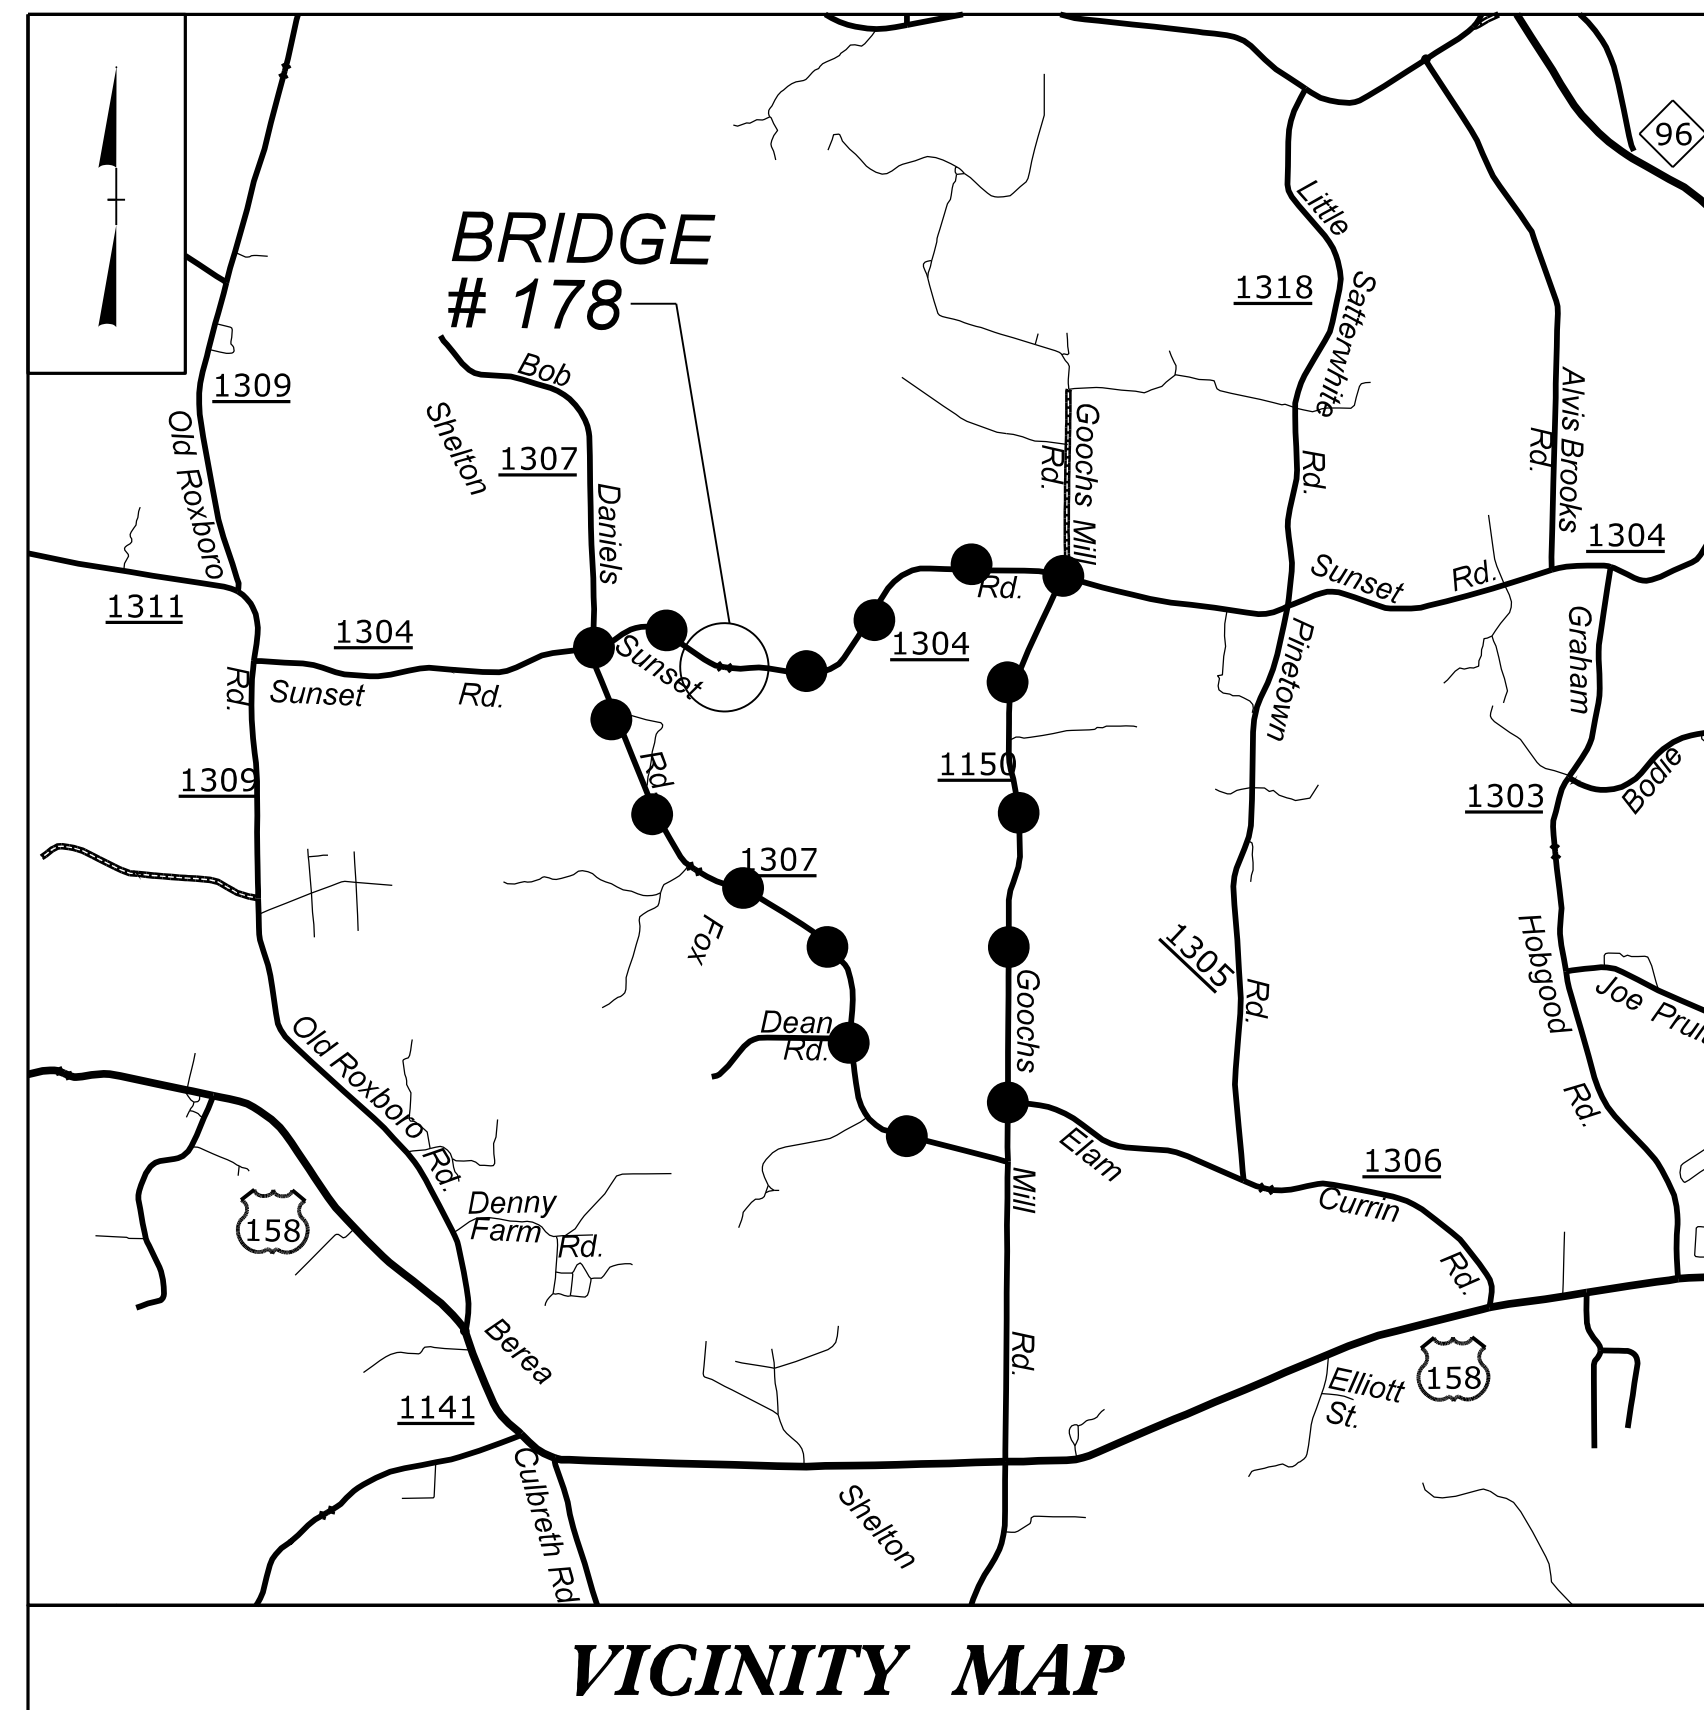 96
BRIDGE
# 178
Little
Satterwhite
Rd.
1318
1309
Old Roxboro
Rd.
Bob
Daniels
Rd
Shelton
1307
Goochs Mill
Rd.
Alvis Brooks
Rd.
1304
1311
1304
Sunset
Rd.
Sunset
Rd.
1304
Sunset
Rd.
Graham
Pinetown
Rd.
1309
1150
1303
Bodie
1307
Fox
1305
Hobgood
Rd.
Joe
Dean
Rd.
Goochs
Mill
Rd.
Old Roxboro
Rd.
Elam
1306
Currin
Rd.
158
Denny
Farm
Rd.
Berea
1141
158
Elliott
St.
Culbreth Rd
Shelton
VICINITY MAP